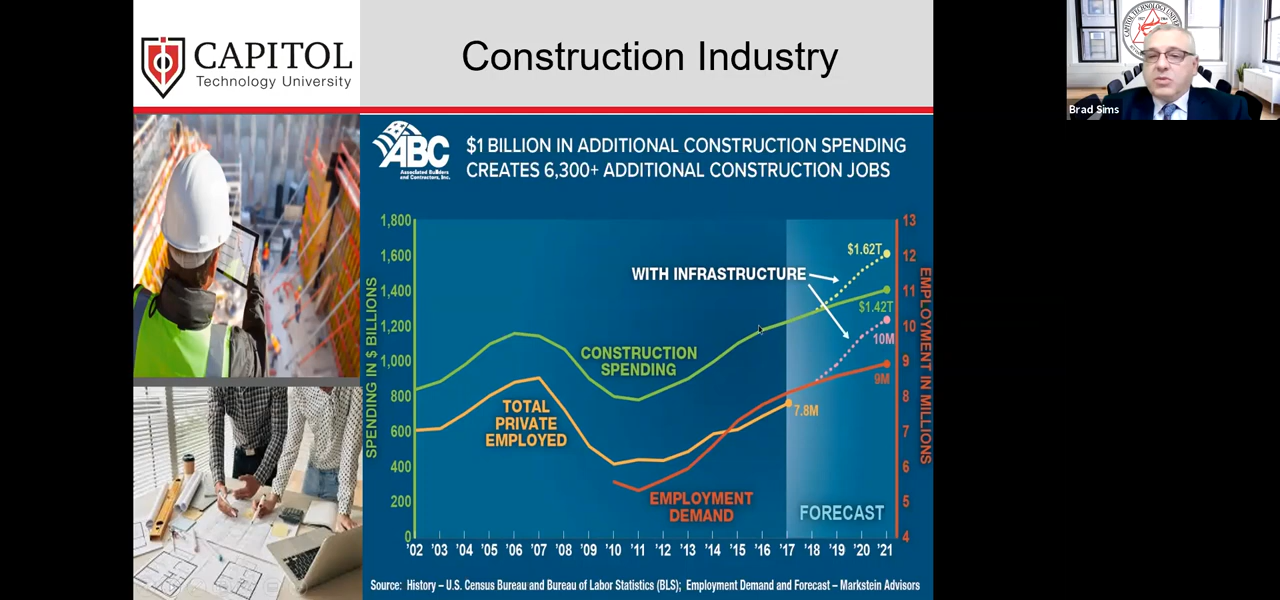 CAPITOL
Technology University
Construction Industry
Brad Sims
ABC
Associated Builders
and Contractors, Inc.
$1 BILLION IN ADDITIONAL CONSTRUCTION SPENDING
CREATES 6,300+ ADDITIONAL CONSTRUCTION JOBS
SPENDING IN $ BILLIONS
1,800
1,600
1,400
1,200
1,000
800
600
400
200
0
WITH INFRASTRUCTURE
$1.62T
$1.42T
10M
9M
7.8M
CONSTRUCTION
SPENDING
TOTAL
PRIVATE
EMPLOYED
EMPLOYMENT
DEMAND
FORECAST
13
12
11
10
9
8
7
6
5
4
EMPLOYMENT IN MILLIONS
'02 '03 '04 '05 '06 '07 '08 '09 '10 '11 '12 '13 '14 '15 '16 '17 '18 '19 '20 '21
Source: History – U.S. Census Bureau and Bureau of Labor Statistics (BLS); Employment Demand and Forecast – Markstein Advisors